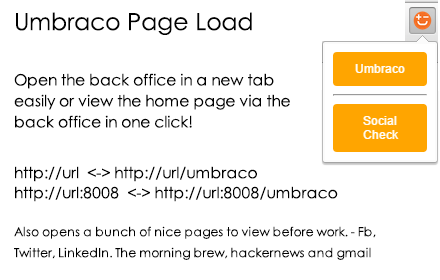 Umbraco Page Load
Umbraco
Social
Check
Open the back office in a new tab
easily or view the home page via the
back office in one click!
http://url <-> http://url/umbraco
http://url:8008 <-> http://url:8008/umbraco
Also opens a bunch of nice pages to view before work. - Fb,
Twitter, LinkedIn. The morning brew, hackernews and gmail